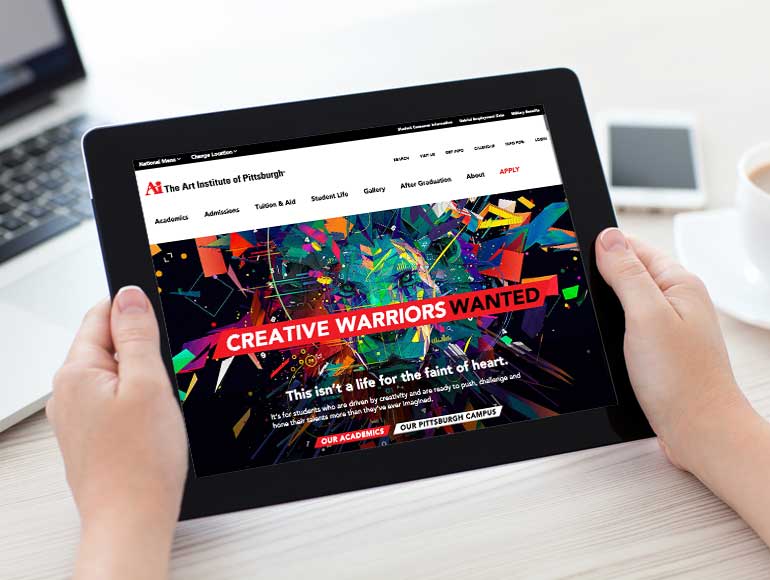 Student Consumer Information Gainful Employment Data Military Benefits
National Menu Change Location
SEARCH VISIT US GET INFO CALENDAR INFO FOR: LOGIN
Ai The Art Institute of Pittsburgh
Academics Admissions Tuition & Aid Student Life Gallery After Graduation About APPLY
CREATIVE WARRIORS WANTED
This isn't a life for the faint of heart.
It's for students who are driven by creativity and are ready to push, challenge and
hone their talents more than they've ever imagined.
OUR ACADEMICS OUR PITTSBURGH CAMPUS